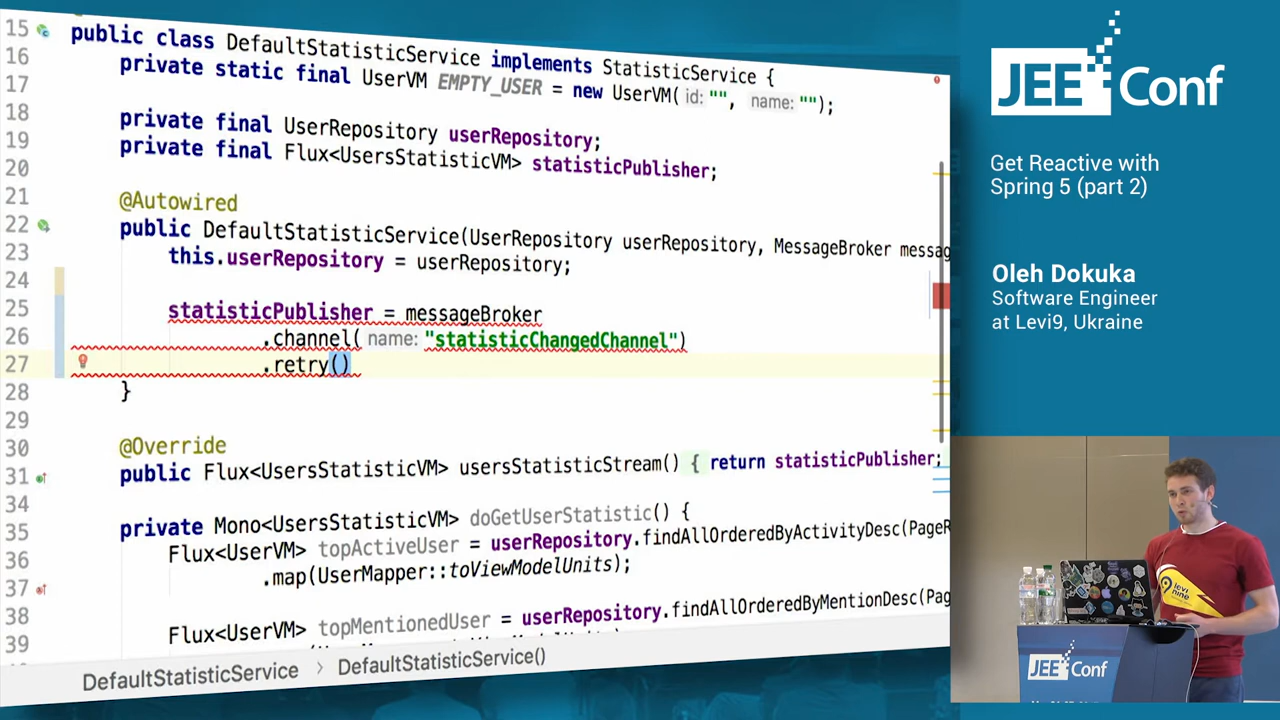 15 public class DefaultStatisticService implements StatisticService {
16 private static final UserVM EMPTY_USER = new UserVM( id: "", name: "");
17
18 private final UserRepository userRepository;
19 private final Flux<UsersStatisticVM> statisticPublisher;
20
21 @Autowired
22 public DefaultStatisticService(UserRepository userRepository, MessageBroker messag
23 this.userRepository = userRepository;
24
25 statisticPublisher = messageBroker
26 .channel( name: "statisticChangedChannel")
27 .retry()
28 }
29
30 @Override
31 public Flux<UsersStatisticVM> usersStatisticStream() { return statisticPublisher;
34
35 private Mono<UsersStatisticVM> doGetUserStatistic() {
36 Flux<UserVM> topActiveUser = userRepository.findAllOrderedByActivityDesc(PageR
37 .map(UserMapper::toViewModelUnits);
38
39 Flux<UserVM> topMentionedUser = userRepository.findAllOrderedByMentionDesc(Pag
DefaultStatisticService > DefaultStatisticService()
JEE Conf
Get Reactive with
Spring 5 (part 2)
Oleh Dokuka
Software Engineer
at Levi9, Ukraine
levi
nine
JEE Conf